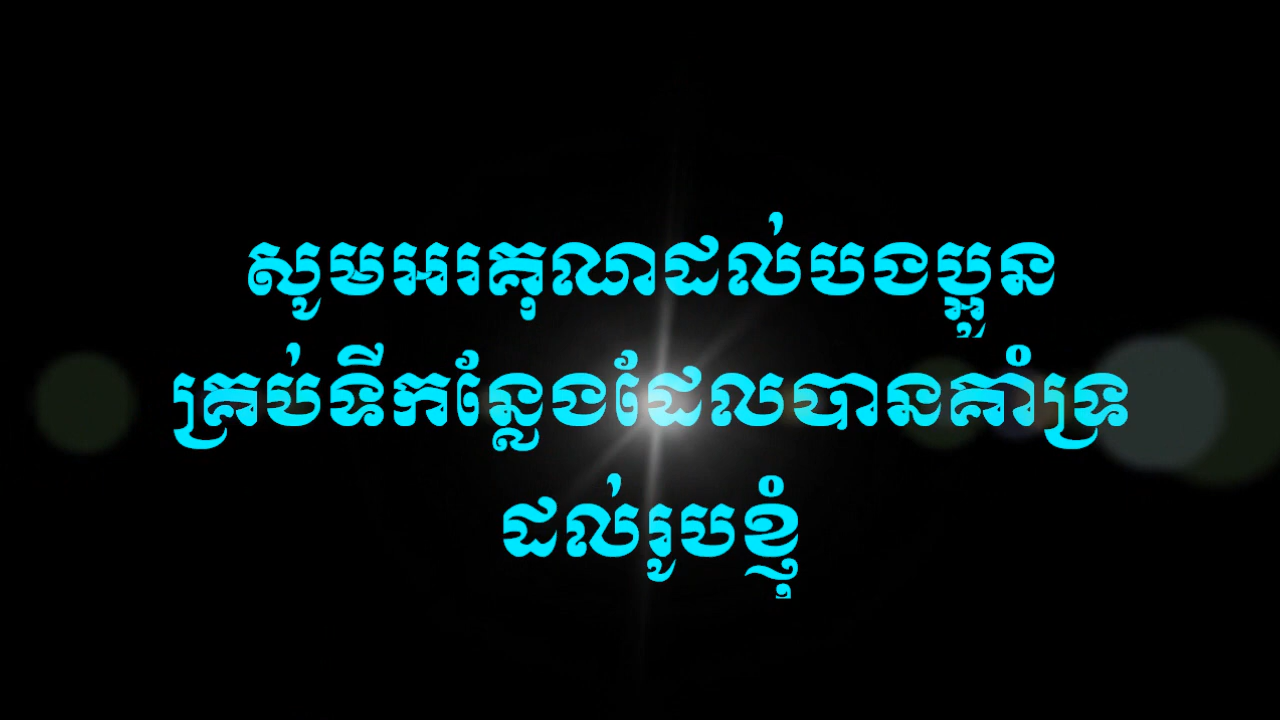 សូមអរគុណដល់បងប្អូន
គ្រប់ទីកន្លែងដែលបានគាំទ្រ
ដល់រូបខ្ញុំ